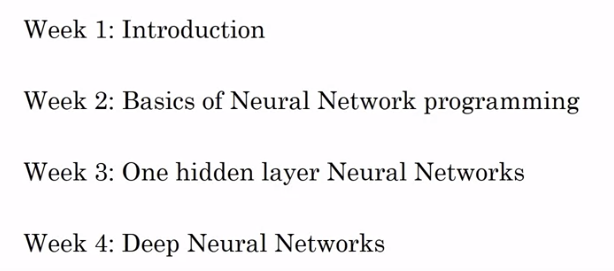 Week 1: Introduction
Week 2: Basics of Neural Network programming
Week 3: One hidden layer Neural Networks
Week 4: Deep Neural Networks